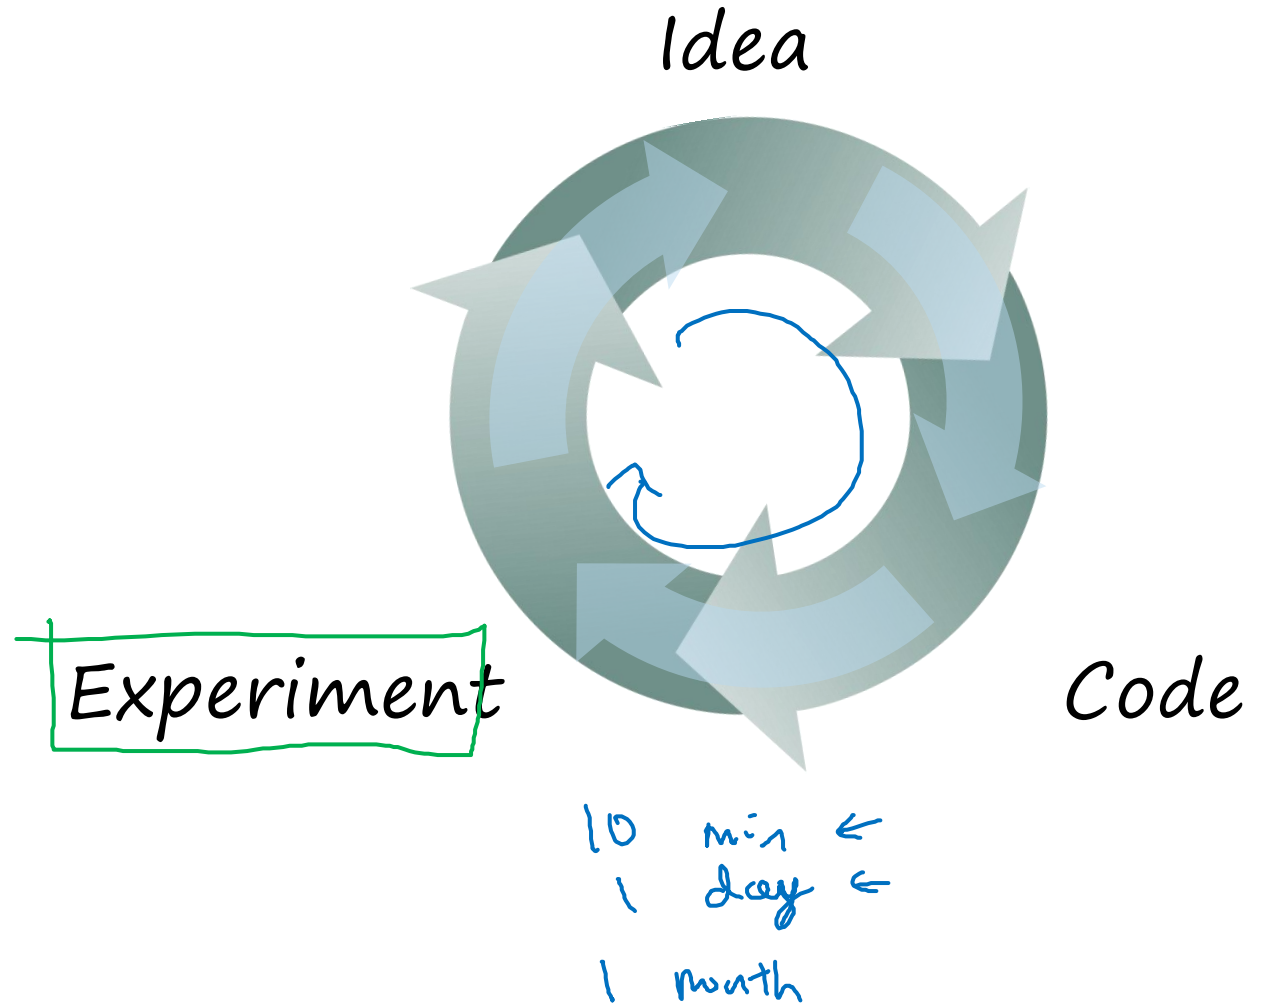 Idea
Experiment
Code
10 min ←
1 day ←
1 month